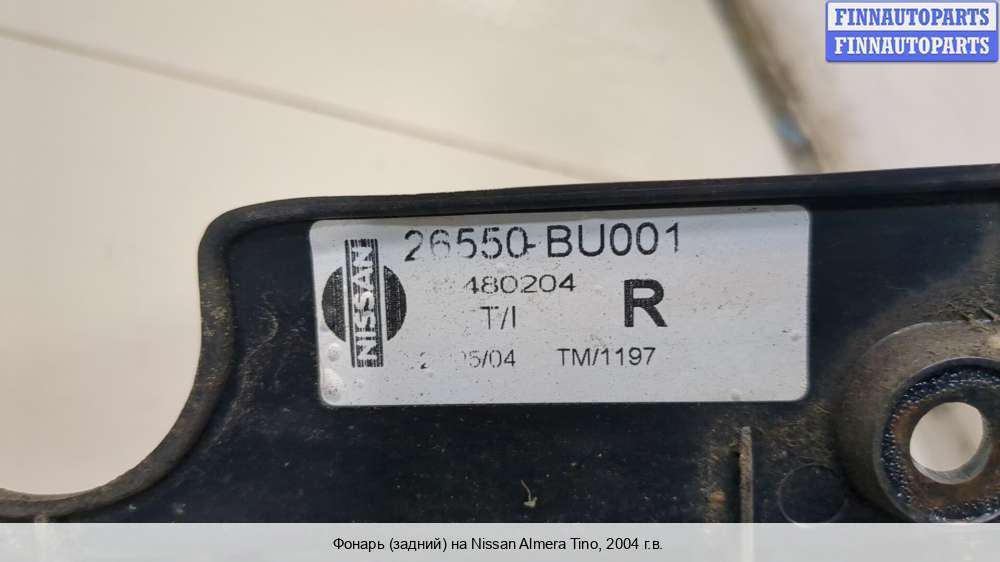 FINNAUTOPARTS
FINNAUTOPARTS
26550-BU001
NISSAN
480204
R
T/I
05/04 TM/1197
Фонарь (задний) на Nissan Almera Tino, 2004 г.в.